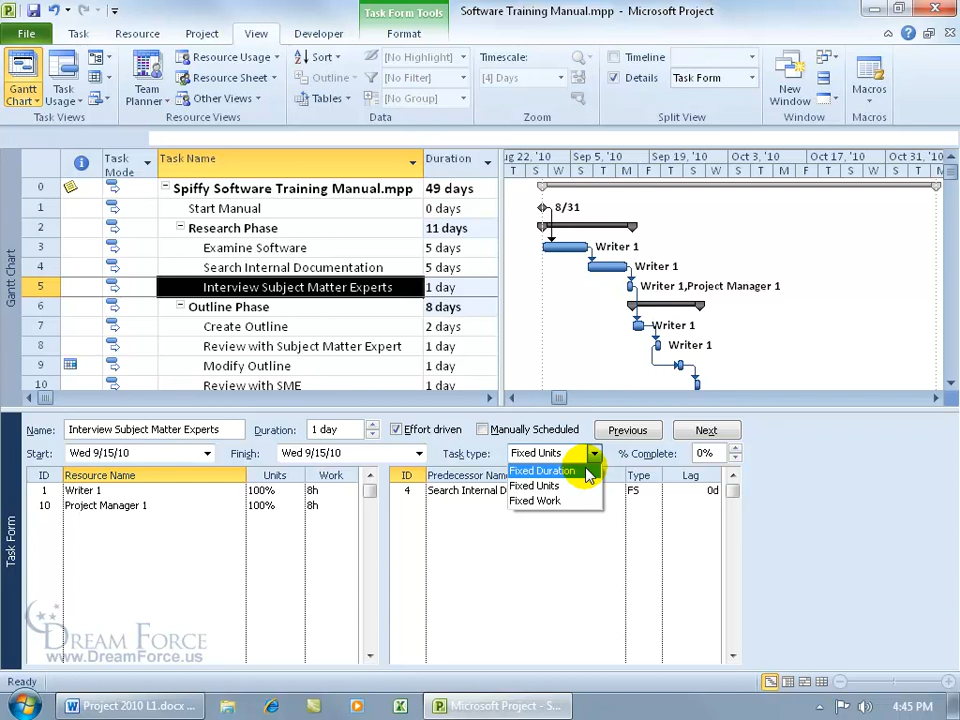 Task Form Tools
Software Training Manual.mpp - Microsoft Project
File Task Resource Project View Developer Format
Gantt Chart
Task Usage
Team Planner
Resource Usage
Resource Sheet
Other Views
Sort
Outline
Tables
[No Highlight]
[No Filter]
[No Group]
Timescale:
[4] Days
Timeline
Details Task Form
New Window
Macros
Task Views Resource Views Data Zoom Split View Window Macros
Task Mode Task Name Duration
ug 22, '10 Sep 5, '10 Sep 19, '10 Oct 3, '10 Oct 17, '10 Oct 31, '10
T S W S T M F T S W S T M F
0 Spiffy Software Training Manual.mpp 49 days
1 Start Manual 0 days 8/31
2 Research Phase 11 days
3 Examine Software 5 days Writer 1
4 Search Internal Documentation 5 days Writer 1
5 Interview Subject Matter Experts 1 day Writer 1,Project Manager 1
6 Outline Phase 8 days
7 Create Outline 2 days Writer 1
8 Review with Subject Matter Expert 1 day Writer 1
9 Modify Outline 1 day
10 Review with SME 1 day
Gantt Chart
Name: Interview Subject Matter Experts Duration: 1 day Effort driven Manually Scheduled Previous Next
Start: Wed 9/15/10 Finish: Wed 9/15/10 Task type: Fixed Units % Complete: 0%
Fixed Duration
Fixed Units
Fixed Work
ID Resource Name Units Work
1 Writer 1 100% 8h
10 Project Manager 1 100% 8h
ID Predecessor Nam Type Lag
4 Search Internal D FS 0d
Task Form
DREAM FORCE
www.DreamForce.us
Ready
Project 2010 L1.docx ...
Microsoft Project - S...
4:45 PM